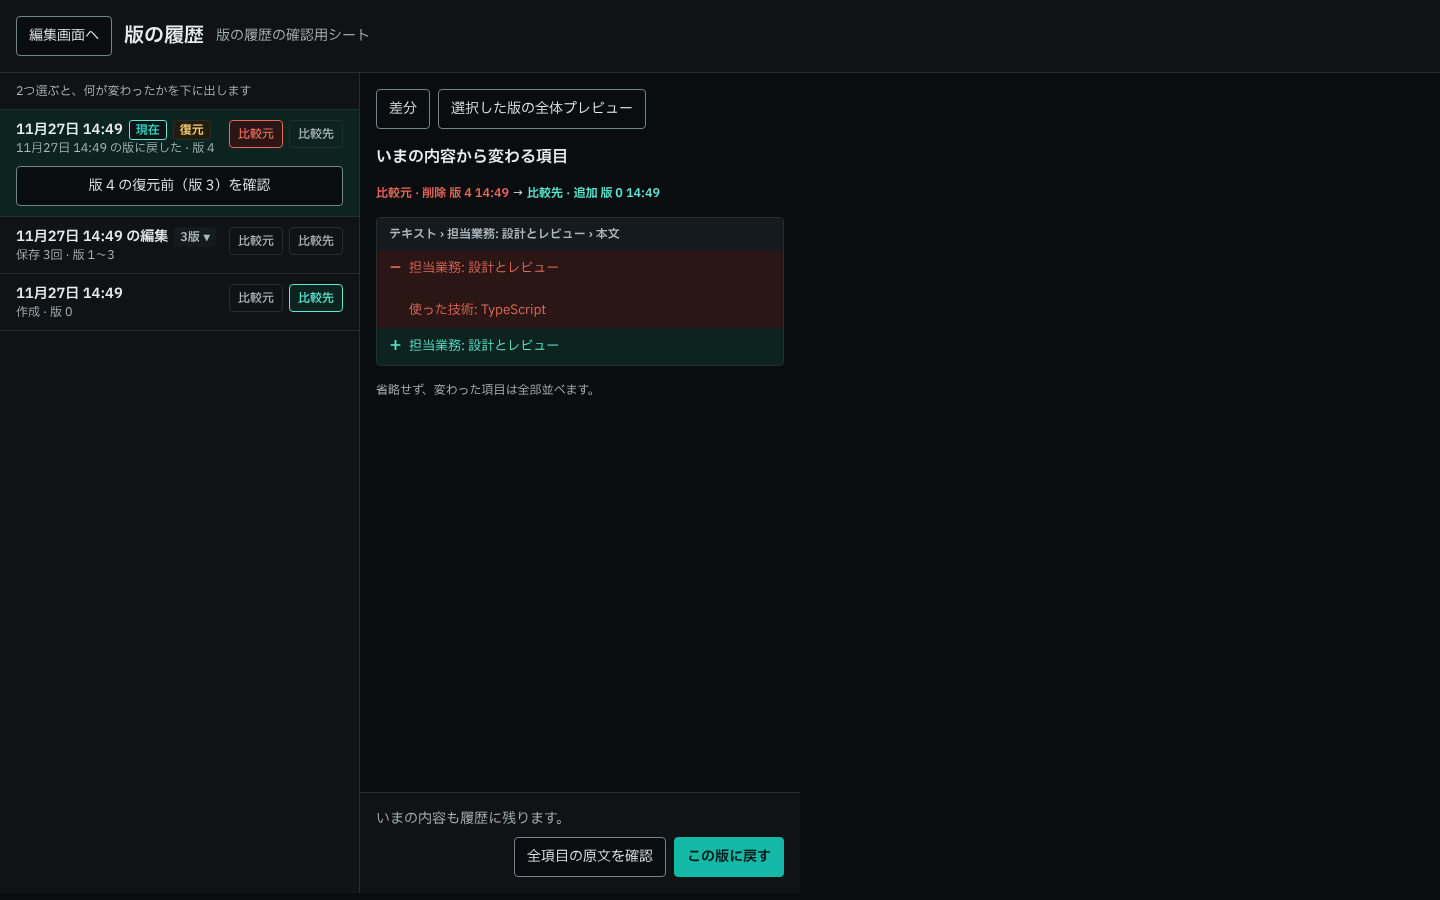 編集画面へ
版の履歴
版の履歴の確認用シート
2つ選ぶと、何が変わったかを下に出します
11月27日 14:49 現在 復元 比較元 比較先
11月27日 14:49 の版に戻した · 版 4
版 4 の復元前（版 3）を確認
11月27日 14:49 の編集 3版 ▾ 比較元 比較先
保存 3回 · 版 1〜3
11月27日 14:49 比較元 比較先
作成 · 版 0
差分 選択した版の全体プレビュー
いまの内容から変わる項目
比較元 · 削除 版 4 14:49 → 比較先 · 追加 版 0 14:49
テキスト › 担当業務: 設計とレビュー › 本文
− 担当業務: 設計とレビュー
使った技術: TypeScript
+ 担当業務: 設計とレビュー
省略せず、変わった項目は全部並べます。
いまの内容も履歴に残ります。
全項目の原文を確認 この版に戻す